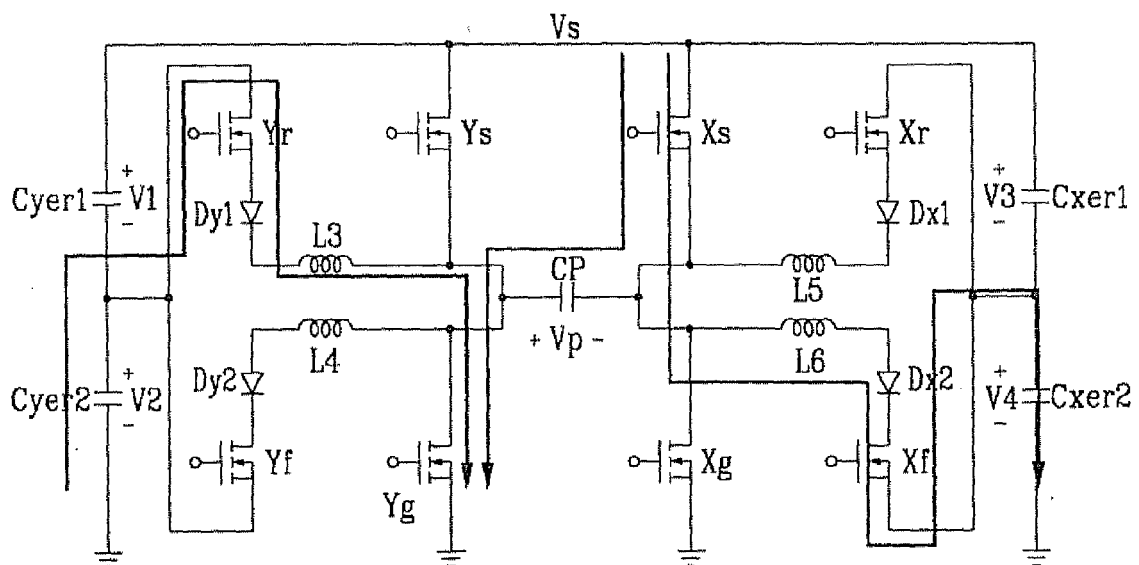 Vs
Yr
Ys
Xs
Xr
+
Cyer1
V1
-
Dy1
Dx1
+
V3
-
Cxer1
L3
CP
L5
+ Vp -
L4
L6
Dy2
Dx2
+
Cyer2
V2
-
+
V4
-
Cxer2
Yf
Yg
Xg
Xf